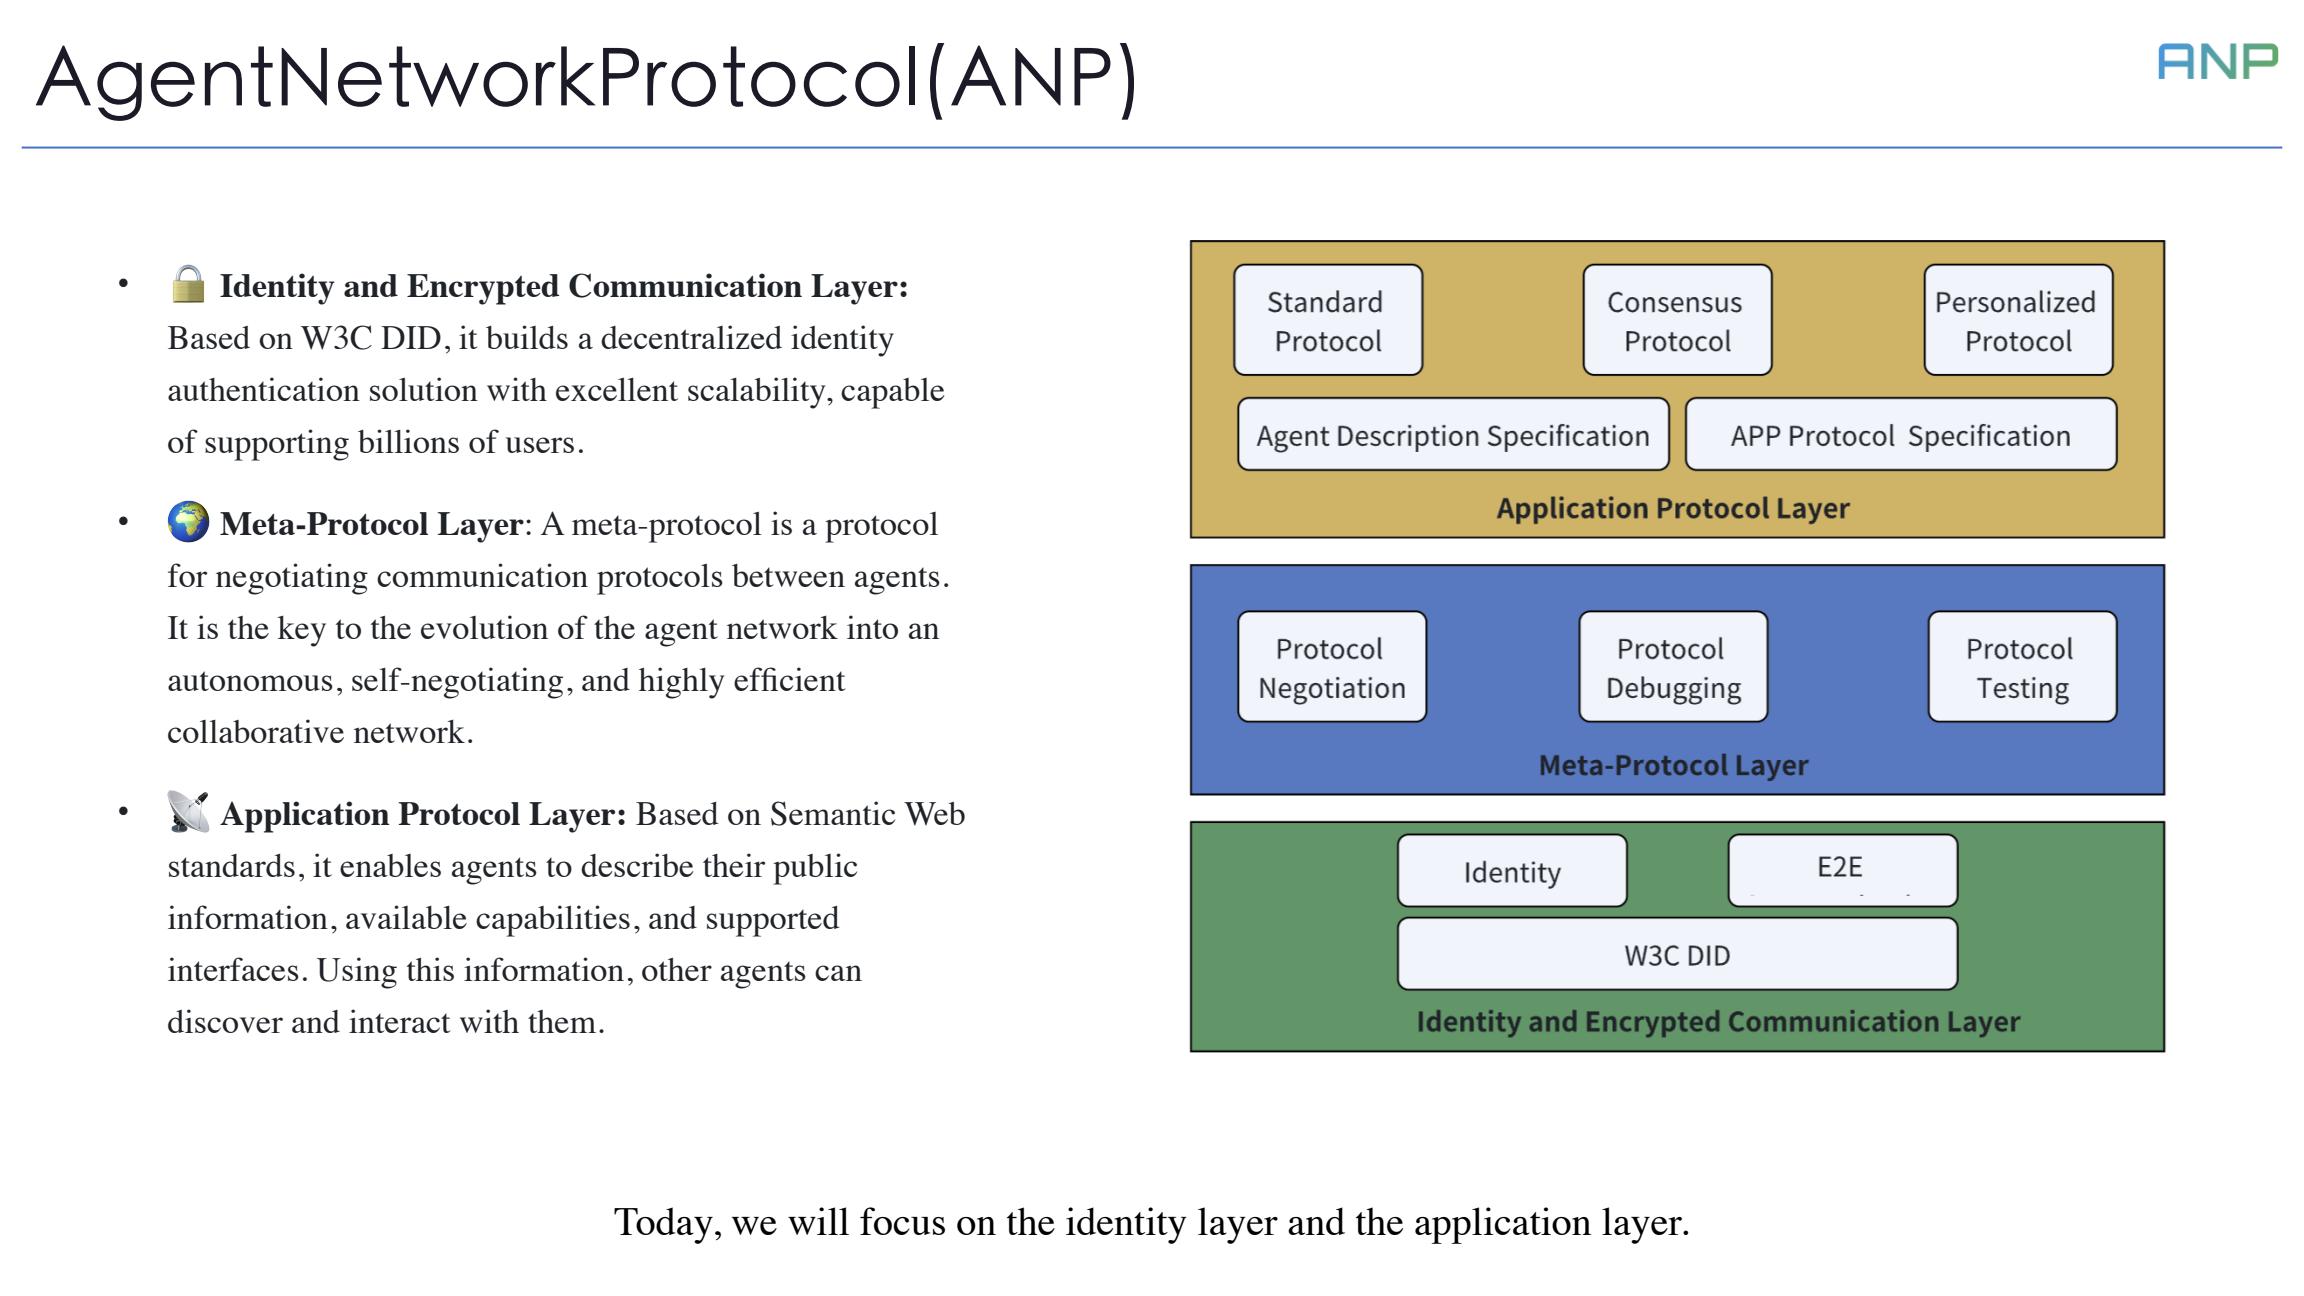 AgentNetworkProtocol(ANP)
ANP
• 🔒 Identity and Encrypted Communication Layer:
Based on W3C DID, it builds a decentralized identity
authentication solution with excellent scalability, capable
of supporting billions of users.
• 🌍 Meta-Protocol Layer: A meta-protocol is a protocol
for negotiating communication protocols between agents.
It is the key to the evolution of the agent network into an
autonomous, self-negotiating, and highly efficient
collaborative network.
• 📡 Application Protocol Layer: Based on Semantic Web
standards, it enables agents to describe their public
information, available capabilities, and supported
interfaces. Using this information, other agents can
discover and interact with them.
Standard
Protocol
Consensus
Protocol
Personalized
Protocol
Agent Description Specification
APP Protocol Specification
Application Protocol Layer
Protocol
Negotiation
Protocol
Debugging
Protocol
Testing
Meta-Protocol Layer
Identity
E2E
W3C DID
Identity and Encrypted Communication Layer
Today, we will focus on the identity layer and the application layer.